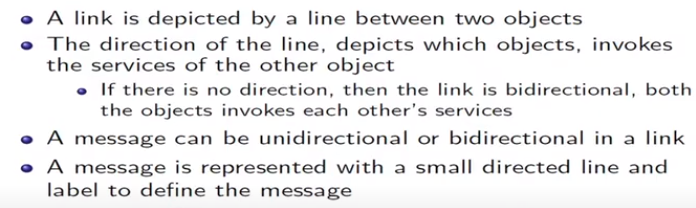 • A link is depicted by a line between two objects
• The direction of the line, depicts which objects, invokes
the services of the other object
• If there is no direction, then the link is bidirectional, both
the objects invokes each other's services
• A message can be unidirectional or bidirectional in a link
• A message is represented with a small directed line and
label to define the message